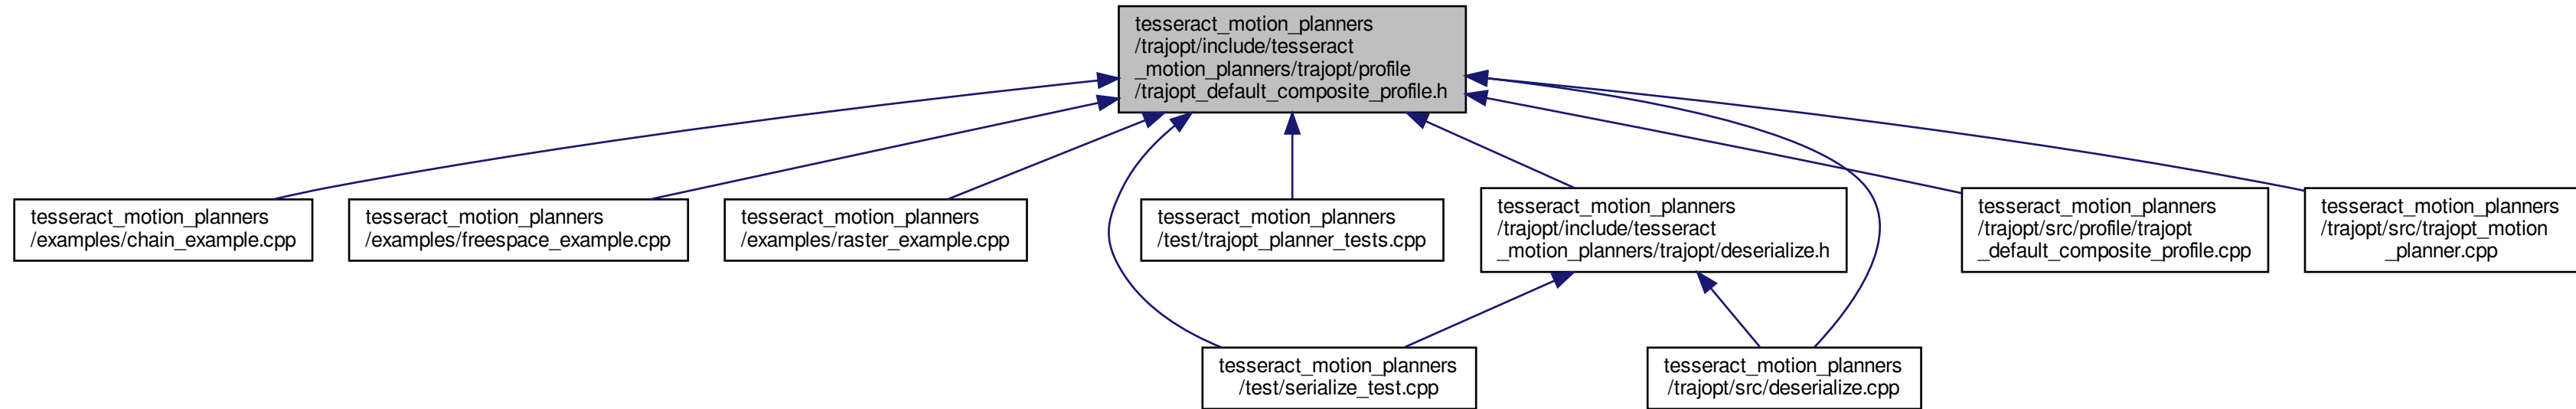 tesseract_motion_planners
/trajopt/include/tesseract
_motion_planners/trajopt/profile
/trajopt_default_composite_profile.h
tesseract_motion_planners
/examples/chain_example.cpp
tesseract_motion_planners
/examples/freespace_example.cpp
tesseract_motion_planners
/examples/raster_example.cpp
tesseract_motion_planners
/test/trajopt_planner_tests.cpp
tesseract_motion_planners
/trajopt/include/tesseract
_motion_planners/trajopt/deserialize.h
tesseract_motion_planners
/trajopt/src/profile/trajopt
_default_composite_profile.cpp
tesseract_motion_planners
/trajopt/src/trajopt_motion
_planner.cpp
tesseract_motion_planners
/test/serialize_test.cpp
tesseract_motion_planners
/trajopt/src/deserialize.cpp